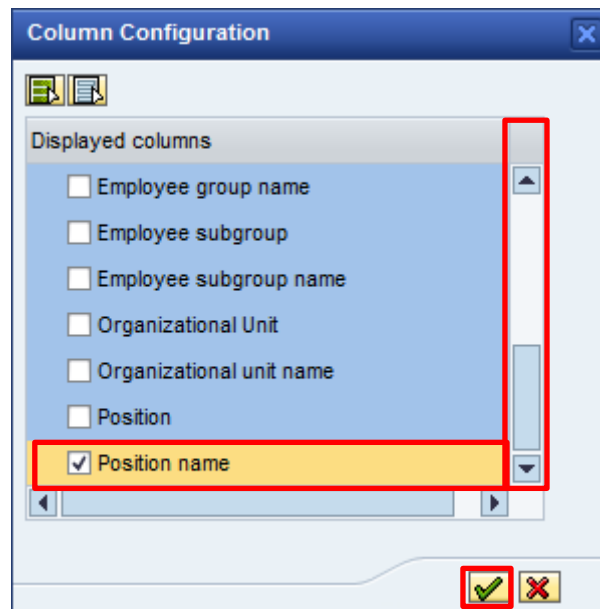 Column Configuration
Displayed columns
Employee group name
Employee subgroup
Employee subgroup name
Organizational Unit
Organizational unit name
Position
Position name